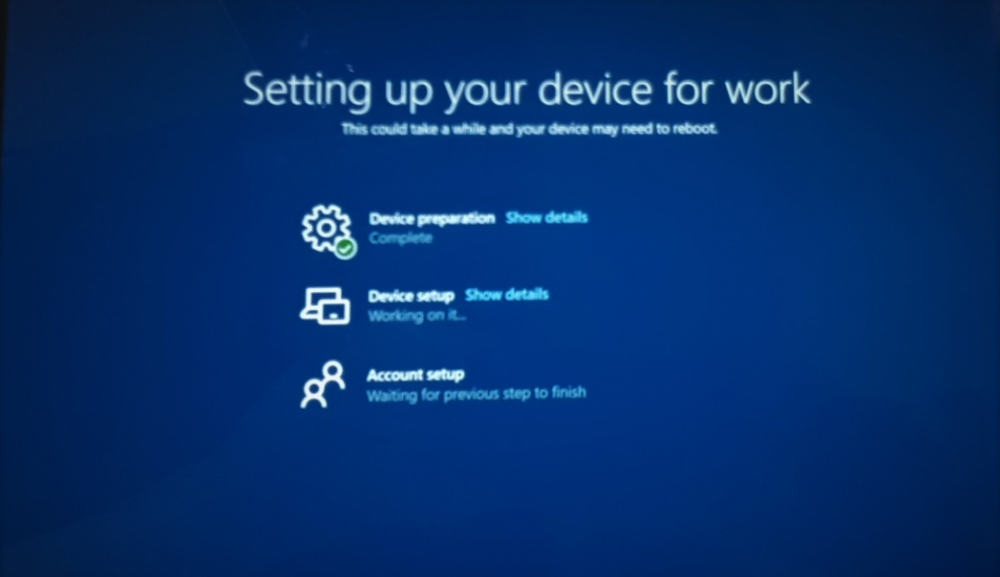 Setting up your device for work
This could take a while and your device may need to reboot.
Device preparation Show details
Complete
Device setup Show details
Working on it...
Account setup
Waiting for previous step to finish